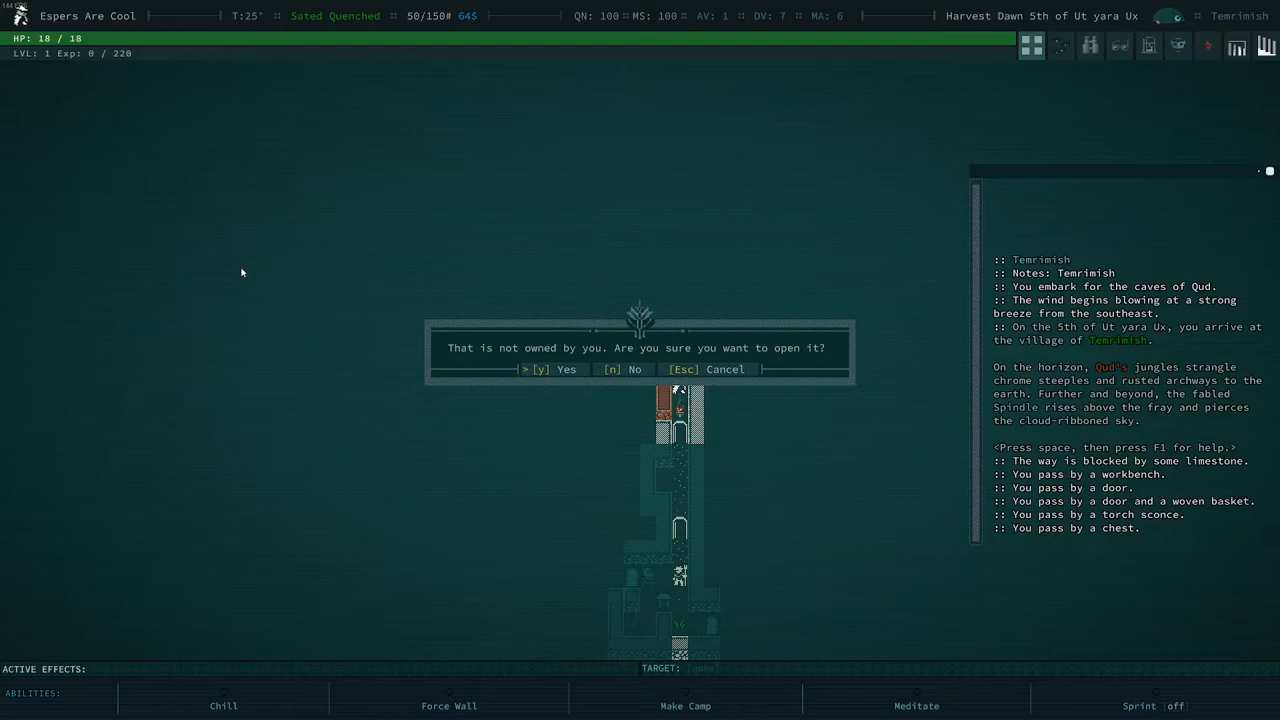 144 FPS
Espers Are Cool T:25° Sated Quenched :: 50/150# 64$ QN: 100 :: MS: 100 :: AV: 1 :: DV: 7 :: MA: 6 Harvest Dawn 5th of Ut yara Ux :: Temrimish
HP: 18 / 18
LVL: 1 Exp: 0 / 220
That is not owned by you. Are you sure you want to open it?
> [y] Yes [n] No [Esc] Cancel
:: Temrimish
:: Notes: Temrimish
:: You embark for the caves of Qud.
:: The wind begins blowing at a strong
breeze from the southeast.
:: On the 5th of Ut yara Ux, you arrive at
the village of Temrimish.
On the horizon, Qud's jungles strangle
chrome steeples and rusted archways to the
earth. Further and beyond, the fabled
Spindle rises above the fray and pierces
the cloud-ribboned sky.
<Press space, then press F1 for help.>
:: The way is blocked by some limestone.
:: You pass by a workbench.
:: You pass by a door.
:: You pass by a door and a woven basket.
:: You pass by a torch sconce.
:: You pass by a chest.
ACTIVE EFFECTS: TARGET: [none]
ABILITIES: Chill Force Wall Make Camp Meditate Sprint [off]